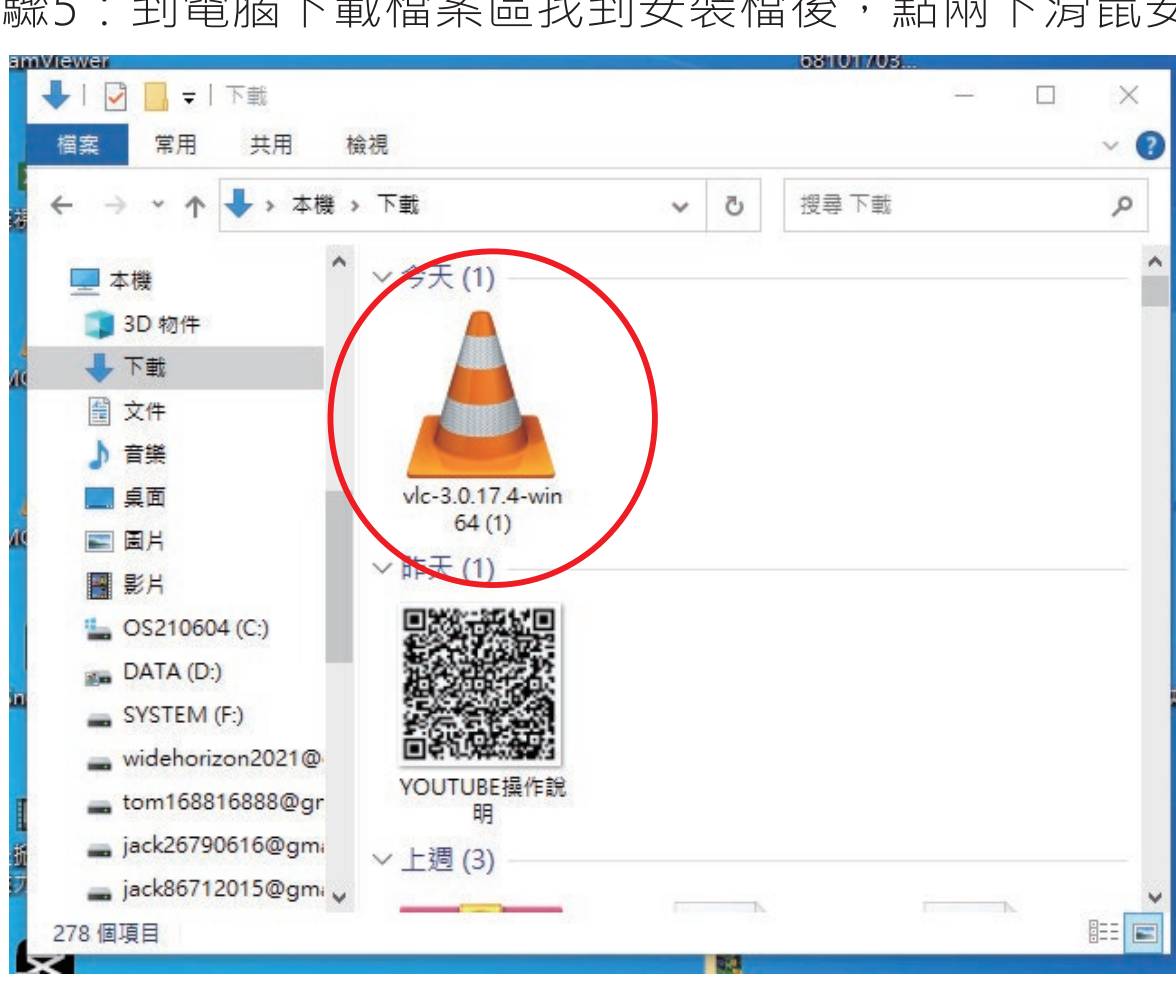 驟5：到電腦下載檔案區找到安裝檔後，點兩下滑鼠安
amViewer
68101703...
下載
檔案 常用 共用 檢視
本機 › 下載
搜尋 下載
本機
3D 物件
下載
文件
音樂
桌面
圖片
影片
OS210604 (C:)
DATA (D:)
SYSTEM (F:)
widehorizon2021@
tom168816888@gr
jack26790616@gma
jack86712015@gma
今天 (1)
vlc-3.0.17.4-win
64 (1)
昨天 (1)
YOUTUBE操作說
明
上週 (3)
278 個項目